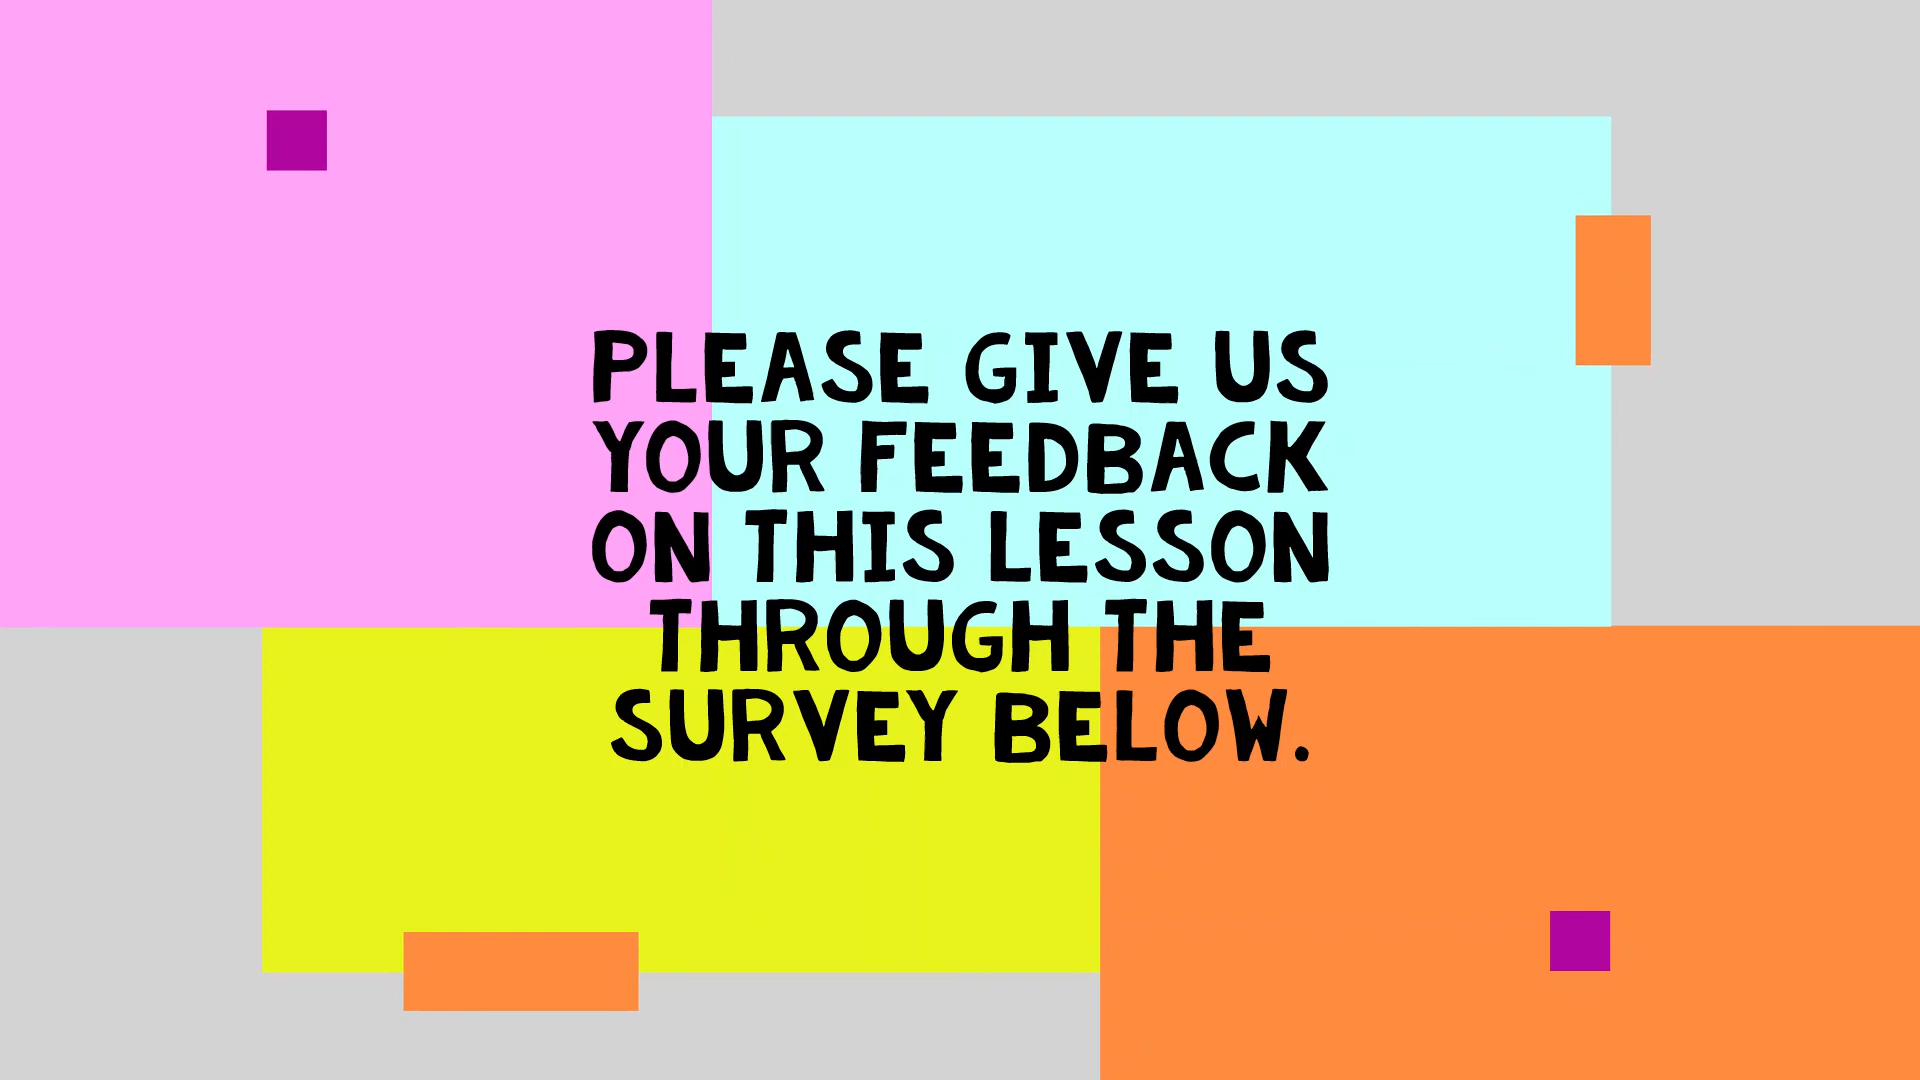 PLEASE GIVE US
YOUR FEEDBACK
ON THIS LESSON
THROUGH THE
SURVEY BELOW.